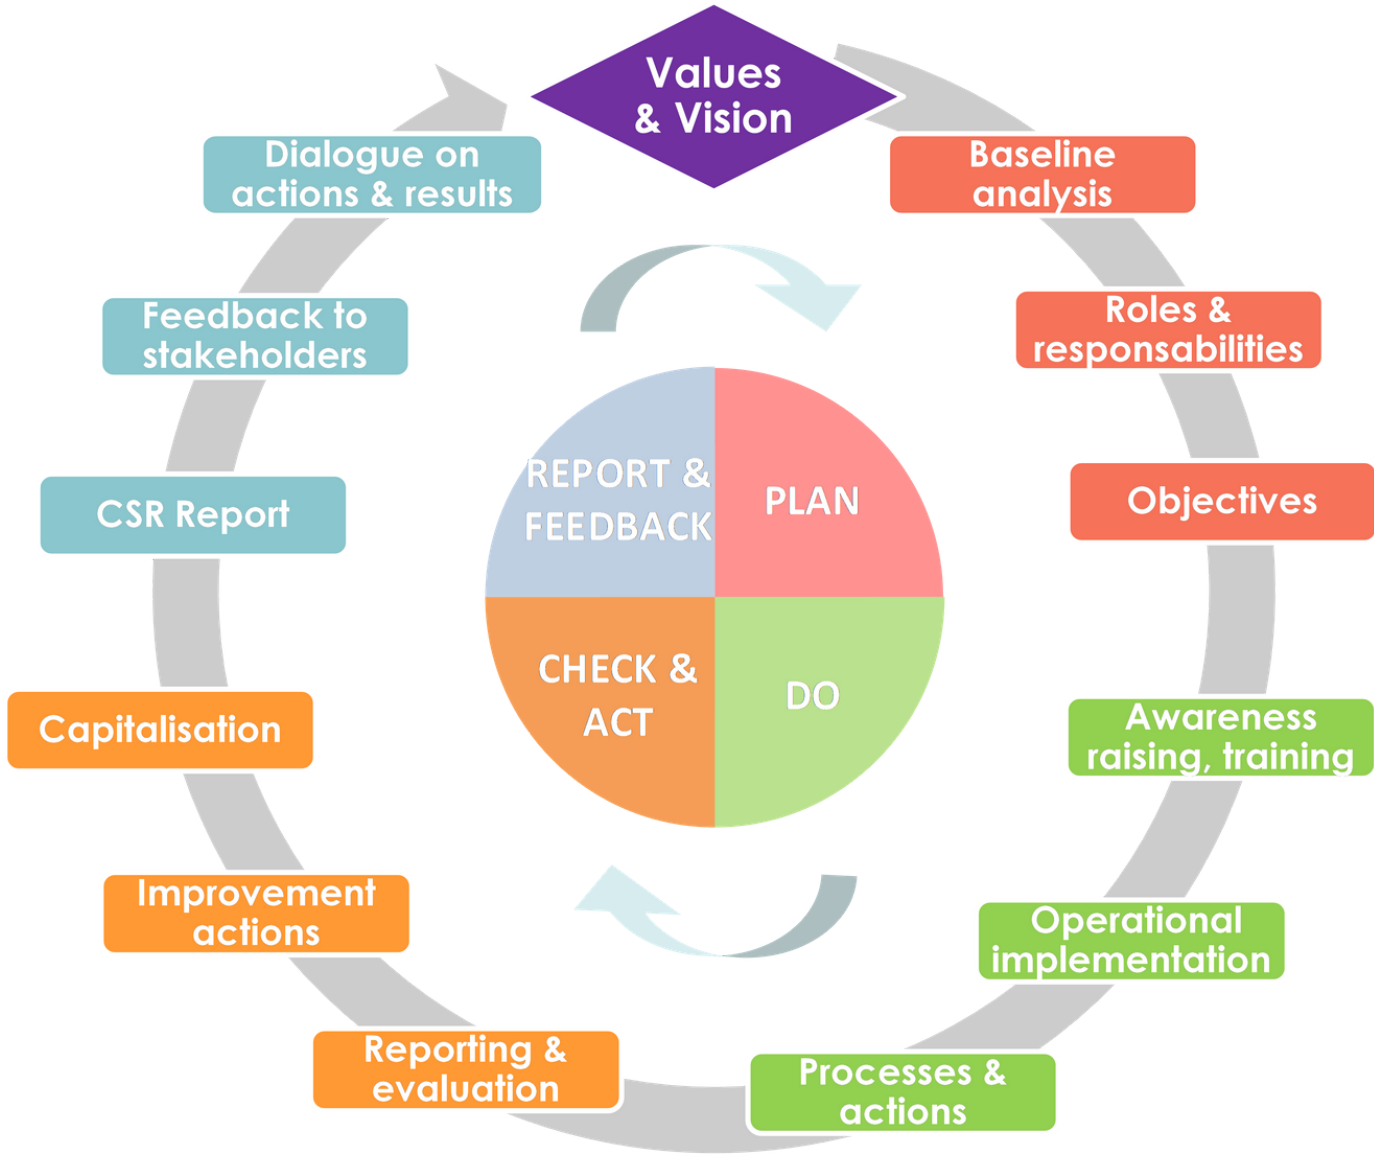 Values
& Vision
Baseline
analysis
Roles &
responsabilities
Objectives
Awareness
raising, training
Operational
implementation
Processes &
actions
Reporting &
evaluation
Improvement
actions
Capitalisation
CSR Report
Feedback to
stakeholders
Dialogue on
actions & results
REPORT &
FEEDBACK
PLAN
CHECK &
ACT
DO